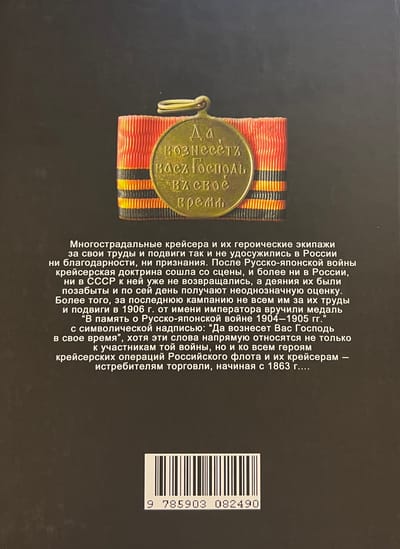 Да
вознесетъ
васъ Господь
въ свое
время
Многострадальные крейсера и их героические экипажи
за свои труды и подвиги так и не удосужились в России
ни благодарности, ни признания. После Русско-японской войны
крейсерская доктрина сошла со сцены, и более ни в России,
ни в СССР к ней уже не возвращались, а деяния их были
позабыты и по сей день получают неоднозначную оценку.
Более того, за последнюю кампанию не всем им за их труды
и подвиги в 1906 г. от имени императора вручили медаль
"В память о Русско-японской войне 1904—1905 гг."
с символической надписью: "Да вознесет Вас Господь
в свое время", хотя эти слова напрямую относятся не только
к участникам той войны, но и ко всем героям
крейсерских операций Российского флота и их крейсерам —
истребителям торговли, начиная с 1863 г....
9 785903 082490